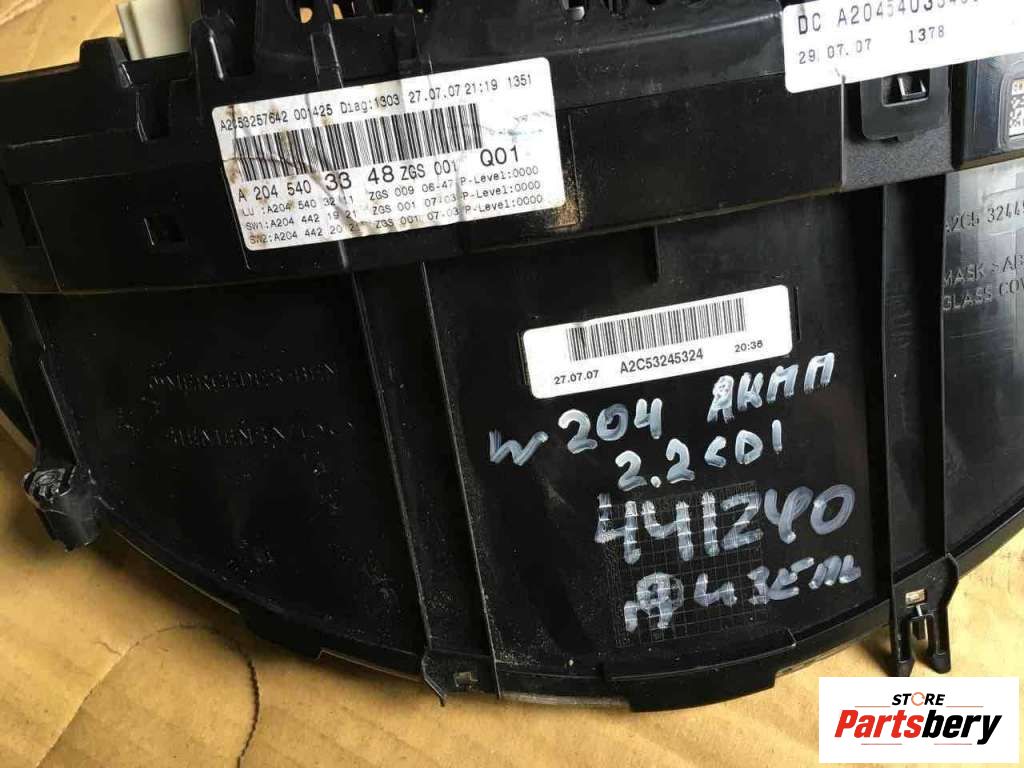 DC A204540
29.07.07 1378
A2C53257642 001425 Diag:1303 27.07.07 21:19 1351
A 204 540 33 48 ZGS 001 Q01
LU :A204 540 32 ZGS 009 06-47 P-Level:0000
SW1:A204 442 19 21 ZGS 001 07.03 P-Level:0000
SW2:A204 442 20 2 ZGS 001 07.03 P-Level:0000
A2C5 3244
MASK >AB
GLASS COV
27.07.07 A2C53245324 20:36
MERCEDES-BEN
SIEMENS
W 204 АКПП
2.2 CDI
441240
Дизель
STORE
Partsbery